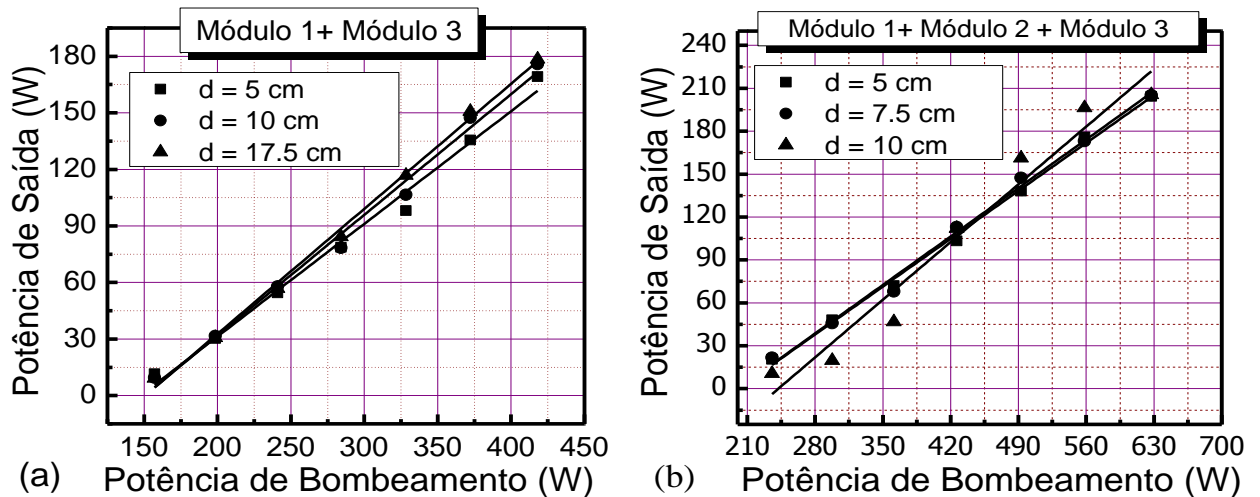 Módulo 1+ Módulo 3
d = 5 cm
d = 10 cm
d = 17.5 cm
Potência de Saída (W)
180
150
120
90
60
30
0
150 200 250 300 350 400 450
(a) Potência de Bombeamento (W)
Módulo 1+ Módulo 2 + Módulo 3
d = 5 cm
d = 7.5 cm
d = 10 cm
Potência de Saída (W)
240
210
180
150
120
90
60
30
0
210 280 350 420 490 560 630 700
(b) Potência de Bombeamento (W)